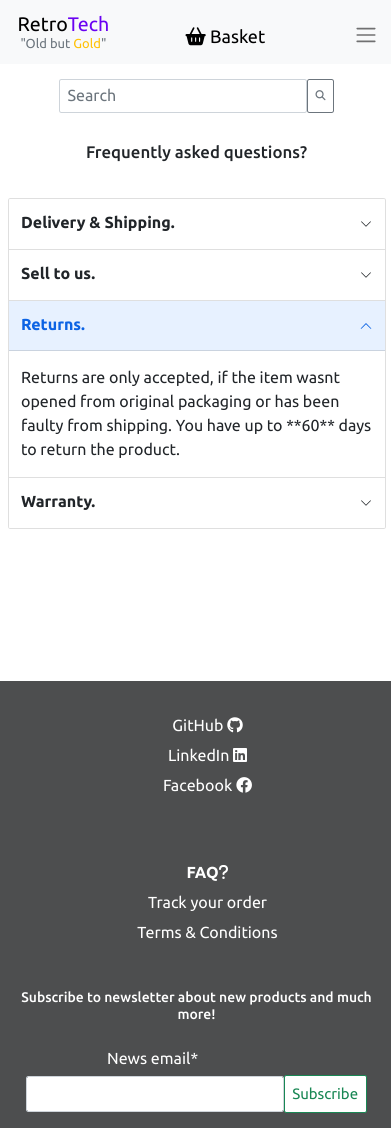 RetroTech
"Old but Gold"
Basket
Search
Frequently asked questions?
Delivery & Shipping.
Sell to us.
Returns.
Returns are only accepted, if the item wasnt
opened from original packaging or has been
faulty from shipping. You have up to **60** days
to return the product.
Warranty.
GitHub
LinkedIn
Facebook
FAQ?
Track your order
Terms & Conditions
Subscribe to newsletter about new products and much
more!
News email*
Subscribe